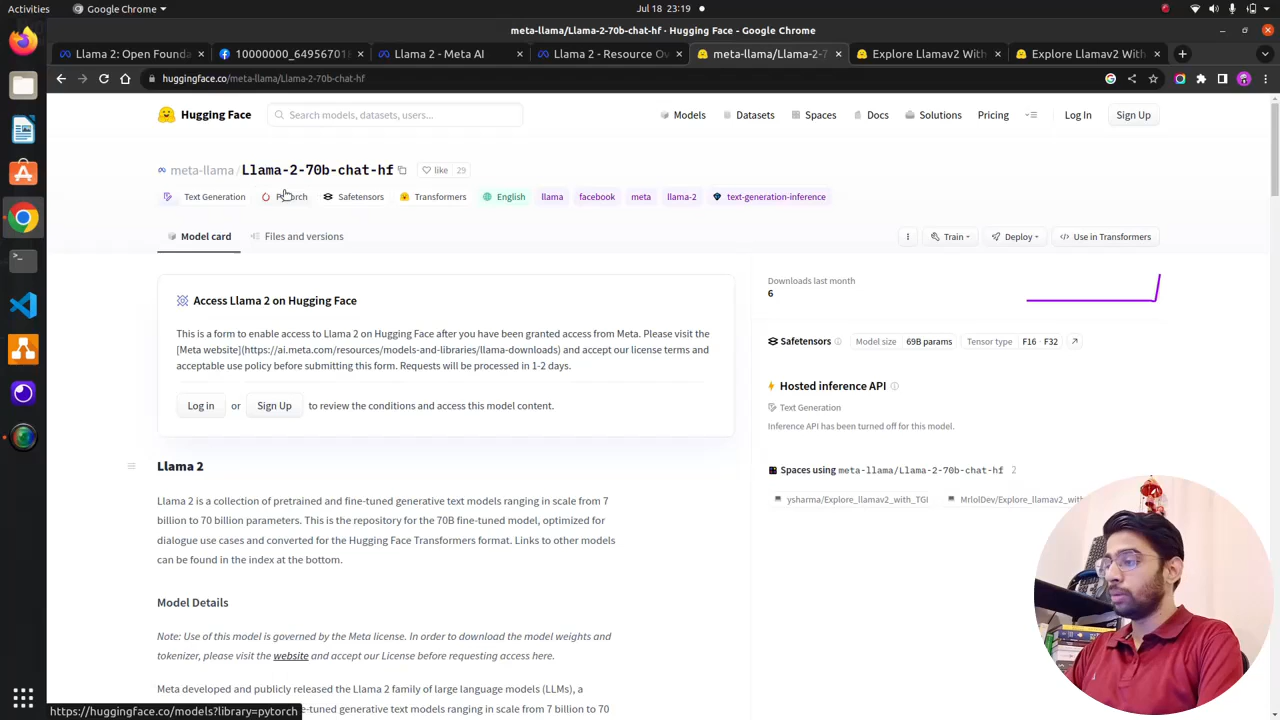 Activities
Google Chrome
Jul 18 23:19
meta-llama/Llama-2-70b-chat-hf · Hugging Face - Google Chrome
Llama 2: Open Founda
10000000_649567018
Llama 2 - Meta AI
Llama 2 - Resource Ov
meta-llama/Llama-2-7
Explore Llamav2 With
Explore Llamav2 With
huggingface.co/meta-llama/Llama-2-70b-chat-hf
Hugging Face
Search models, datasets, users...
Models
Datasets
Spaces
Docs
Solutions
Pricing
Log In
Sign Up
meta-llama/Llama-2-70b-chat-hf
like 29
Text Generation
Safetensors
Transformers
English
llama
facebook
meta
llama-2
text-generation-inference
Model card
Files and versions
Train
Deploy
</> Use in Transformers
Access Llama 2 on Hugging Face
This is a form to enable access to Llama 2 on Hugging Face after you have been granted access from Meta. Please visit the
[Meta website](https://ai.meta.com/resources/models-and-libraries/llama-downloads) and accept our license terms and
acceptable use policy before submitting this form. Requests will be processed in 1-2 days.
Log in or Sign Up to review the conditions and access this model content.
Downloads last month
6
Safetensors
Model size 69B params
Tensor type F16 · F32
Hosted inference API
Text Generation
Inference API has been turned off for this model.
Spaces using meta-llama/Llama-2-70b-chat-hf 2
ysharma/Explore_llamav2_with_TGI
MrlolDev/Explore_llamav2_with
Llama 2
Llama 2 is a collection of pretrained and fine-tuned generative text models ranging in scale from 7
billion to 70 billion parameters. This is the repository for the 70B fine-tuned model, optimized for
dialogue use cases and converted for the Hugging Face Transformers format. Links to other models
can be found in the index at the bottom.
Model Details
Note: Use of this model is governed by the Meta license. In order to download the model weights and
tokenizer, please visit the website and accept our License before requesting access here.
Meta developed and publicly released the Llama 2 family of large language models (LLMs), a
e-tuned generative text models ranging in scale from 7 billion to 70
https://huggingface.co/models?library=pytorch